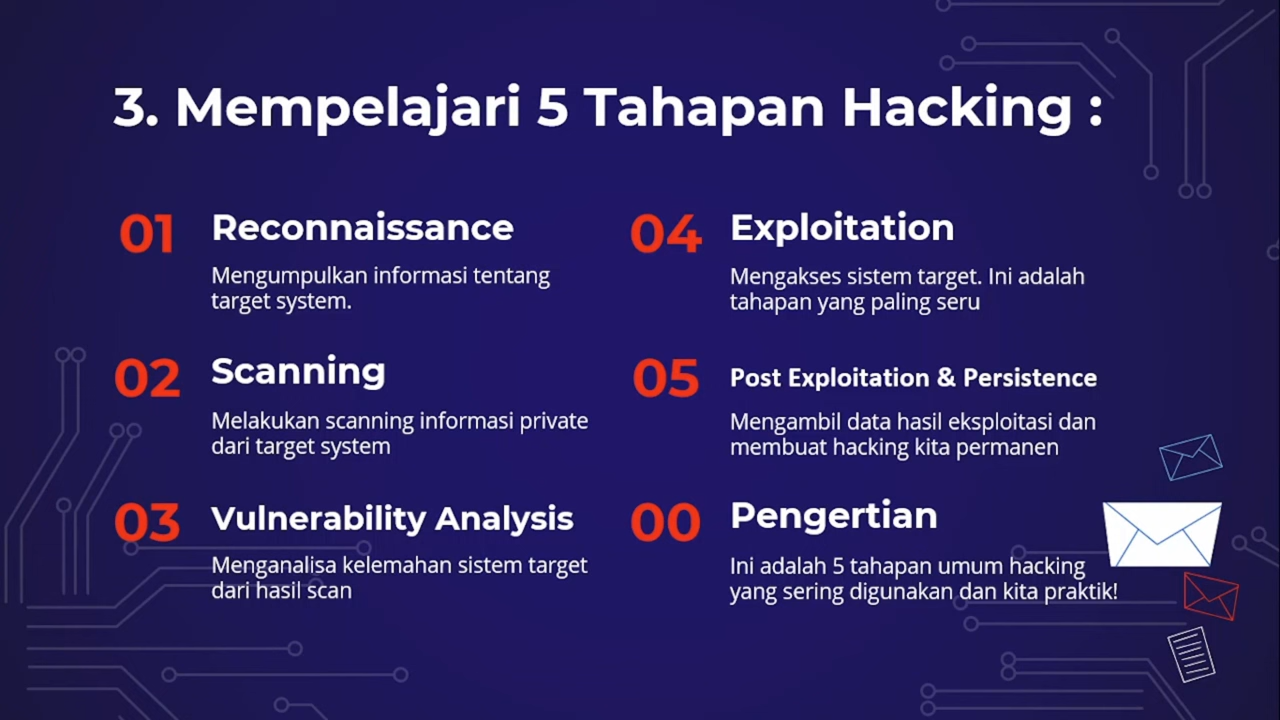 3. Mempelajari 5 Tahapan Hacking :
01
Reconnaissance
Mengumpulkan informasi tentang
target system.
02
Scanning
Melakukan scanning informasi private
dari target system
03
Vulnerability Analysis
Menganalisa kelemahan sistem target
dari hasil scan
04
Exploitation
Mengakses sistem target. Ini adalah
tahapan yang paling seru
05
Post Exploitation & Persistence
Mengambil data hasil eksploitasi dan
membuat hacking kita permanen
00
Pengertian
Ini adalah 5 tahapan umum hacking
yang sering digunakan dan kita praktik!